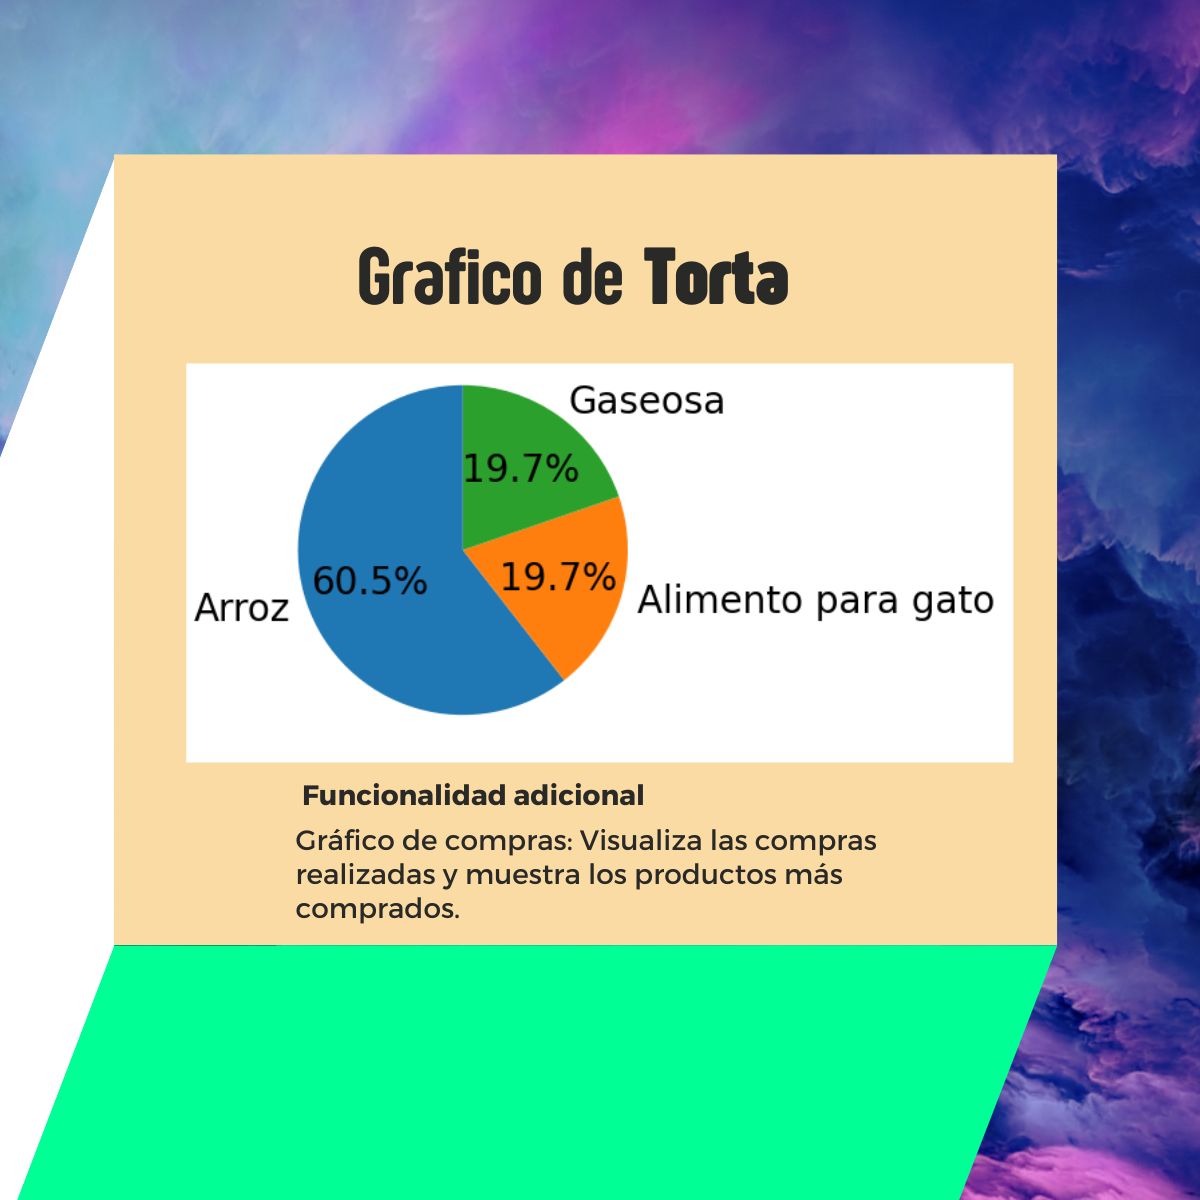 Grafico de Torta
Gaseosa
19.7%
60.5%
19.7%
Arroz
Alimento para gato
Funcionalidad adicional
Gráfico de compras: Visualiza las compras
realizadas y muestra los productos más
comprados.